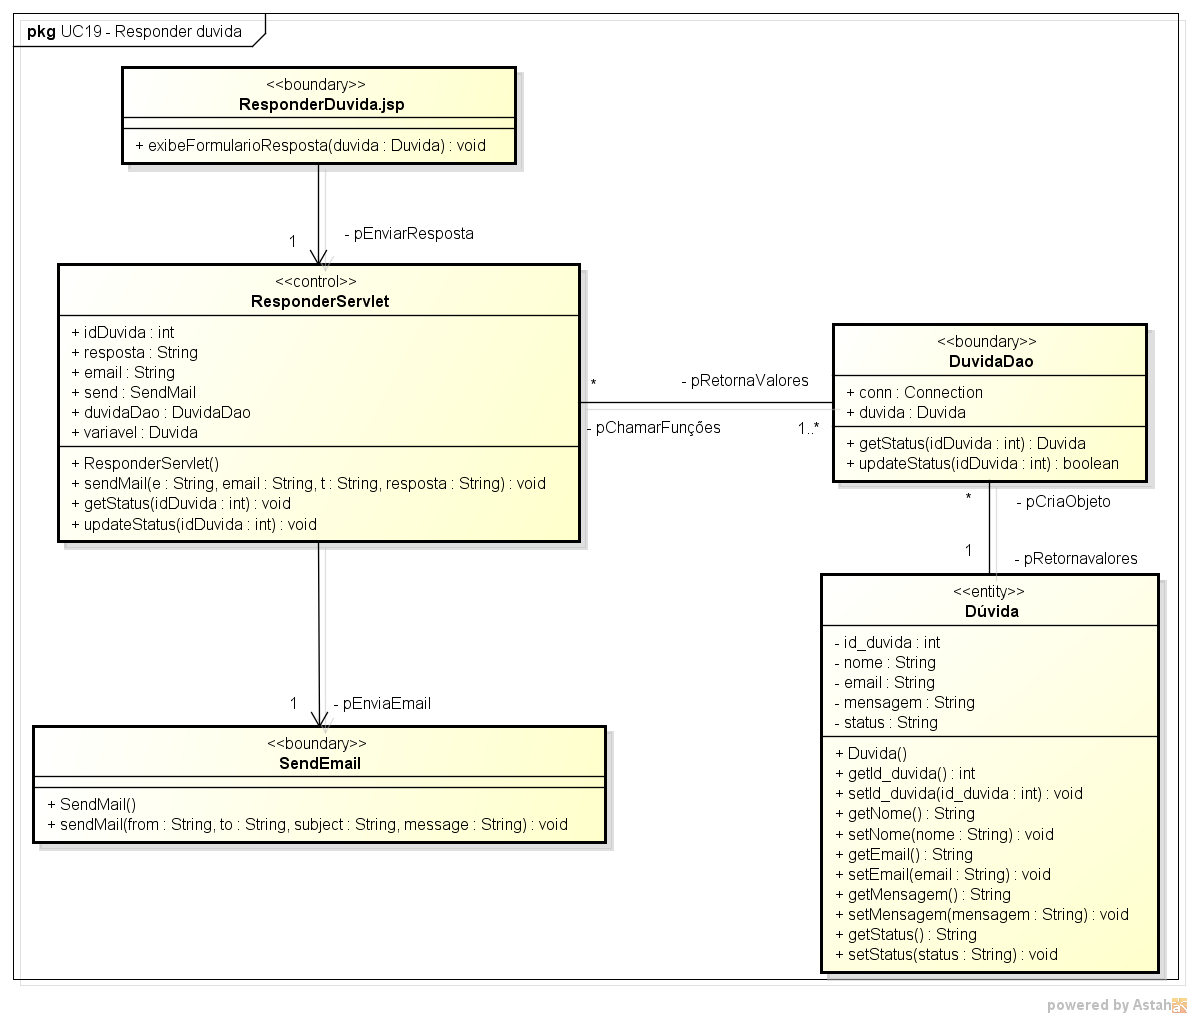 pkg UC19 - Responder duvida
<<boundary>>
ResponderDuvida.jsp
+ exibeFormularioResposta(duvida : Duvida) : void
1
- pEnviarResposta
<<control>>
ResponderServlet
+ idDuvida : int
+ resposta : String
+ email : String
+ send : SendMail
+ duvidaDao : DuvidaDao
+ variavel : Duvida
+ ResponderServlet()
+ sendMail(e : String, email : String, t : String, resposta : String) : void
+ getStatus(idDuvida : int) : void
+ updateStatus(idDuvida : int) : void
*
- pRetornaValores
- pChamarFunções
1..*
<<boundary>>
DuvidaDao
+ conn : Connection
+ duvida : Duvida
+ getStatus(idDuvida : int) : Duvida
+ updateStatus(idDuvida : int) : boolean
*
- pCriaObjeto
1
- pRetornavalores
<<entity>>
Dúvida
- id_duvida : int
- nome : String
- email : String
- mensagem : String
- status : String
+ Duvida()
+ getId_duvida() : int
+ setId_duvida(id_duvida : int) : void
+ getNome() : String
+ setNome(nome : String) : void
+ getEmail() : String
+ setEmail(email : String) : void
+ getMensagem() : String
+ setMensagem(mensagem : String) : void
+ getStatus() : String
+ setStatus(status : String) : void
1
- pEnviaEmail
<<boundary>>
SendEmail
+ SendMail()
+ sendMail(from : String, to : String, subject : String, message : String) : void
powered by Astah